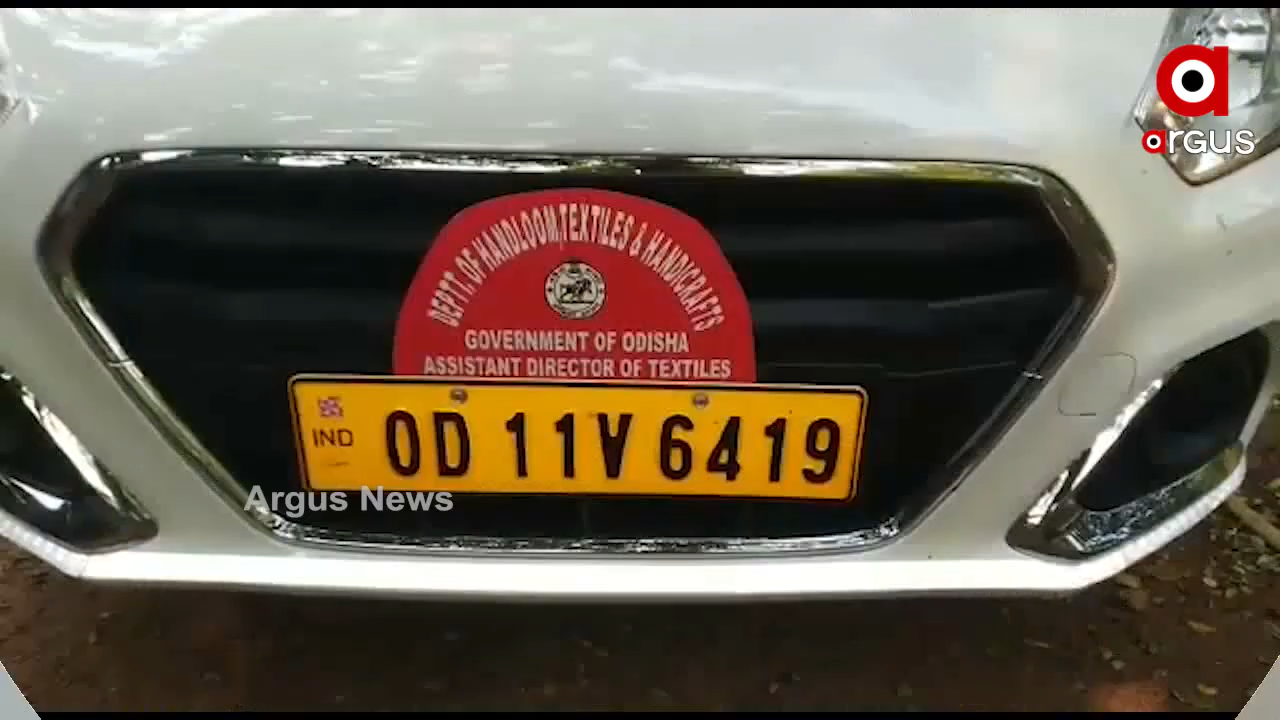 argus
DEPTT. OF HANDLOOM,TEXTILES & HANDICRAFTS
GOVERNMENT OF ODISHA
ASSISTANT DIRECTOR OF TEXTILES
IND
OD 11V 6419
Argus News